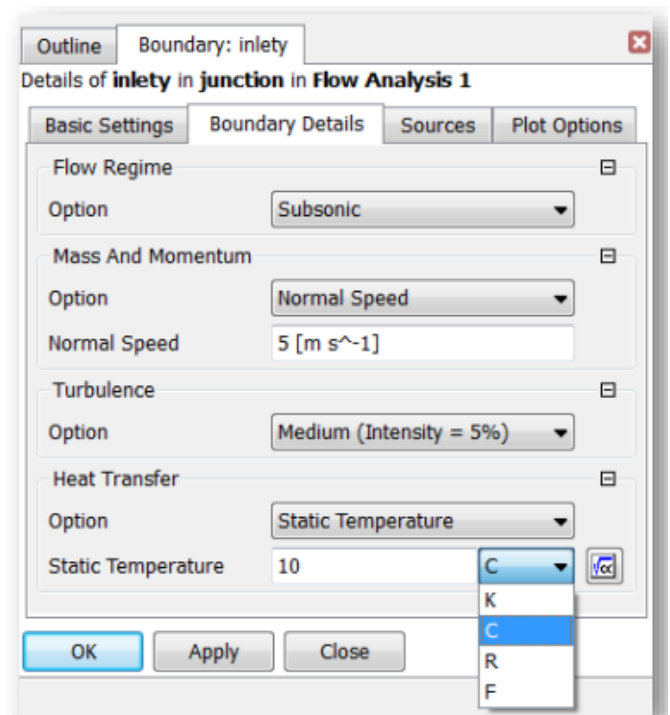 Outline Boundary: inlety
Details of inlety in junction in Flow Analysis 1
Basic Settings Boundary Details Sources Plot Options
Flow Regime
Option Subsonic
Mass And Momentum
Option Normal Speed
Normal Speed 5 [m s^-1]
Turbulence
Option Medium (Intensity = 5%)
Heat Transfer
Option Static Temperature
Static Temperature 10 C
K
C
R
F
OK Apply Close